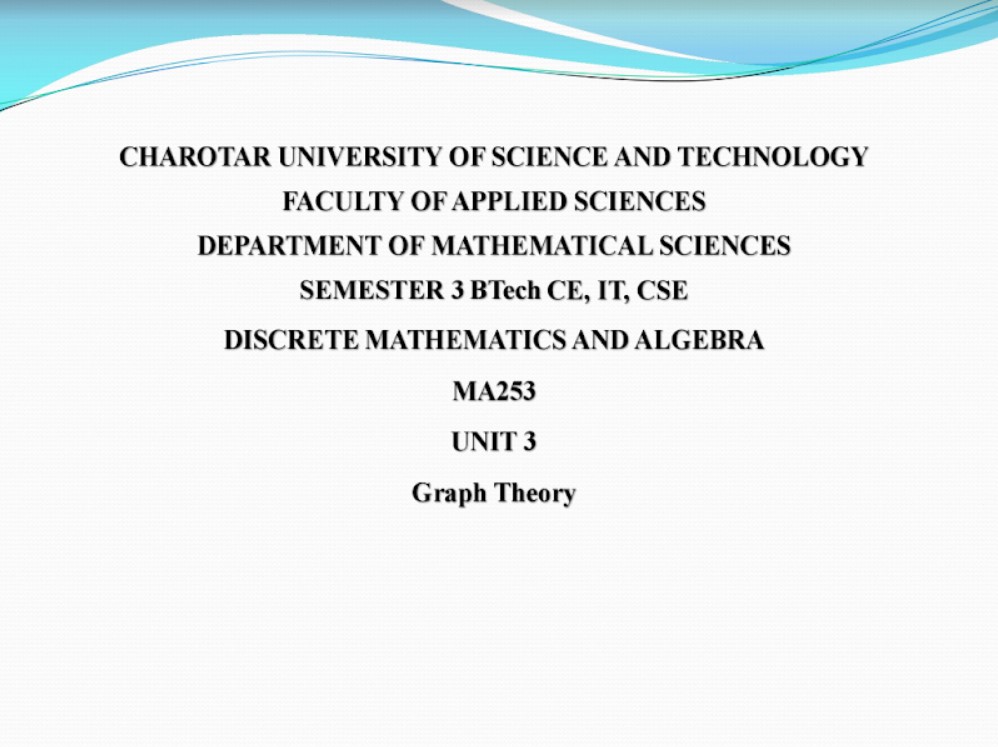 CHAROTAR UNIVERSITY OF SCIENCE AND TECHNOLOGY
FACULTY OF APPLIED SCIENCES
DEPARTMENT OF MATHEMATICAL SCIENCES
SEMESTER 3 BTech CE, IT, CSE
DISCRETE MATHEMATICS AND ALGEBRA
MA253
UNIT 3
Graph Theory